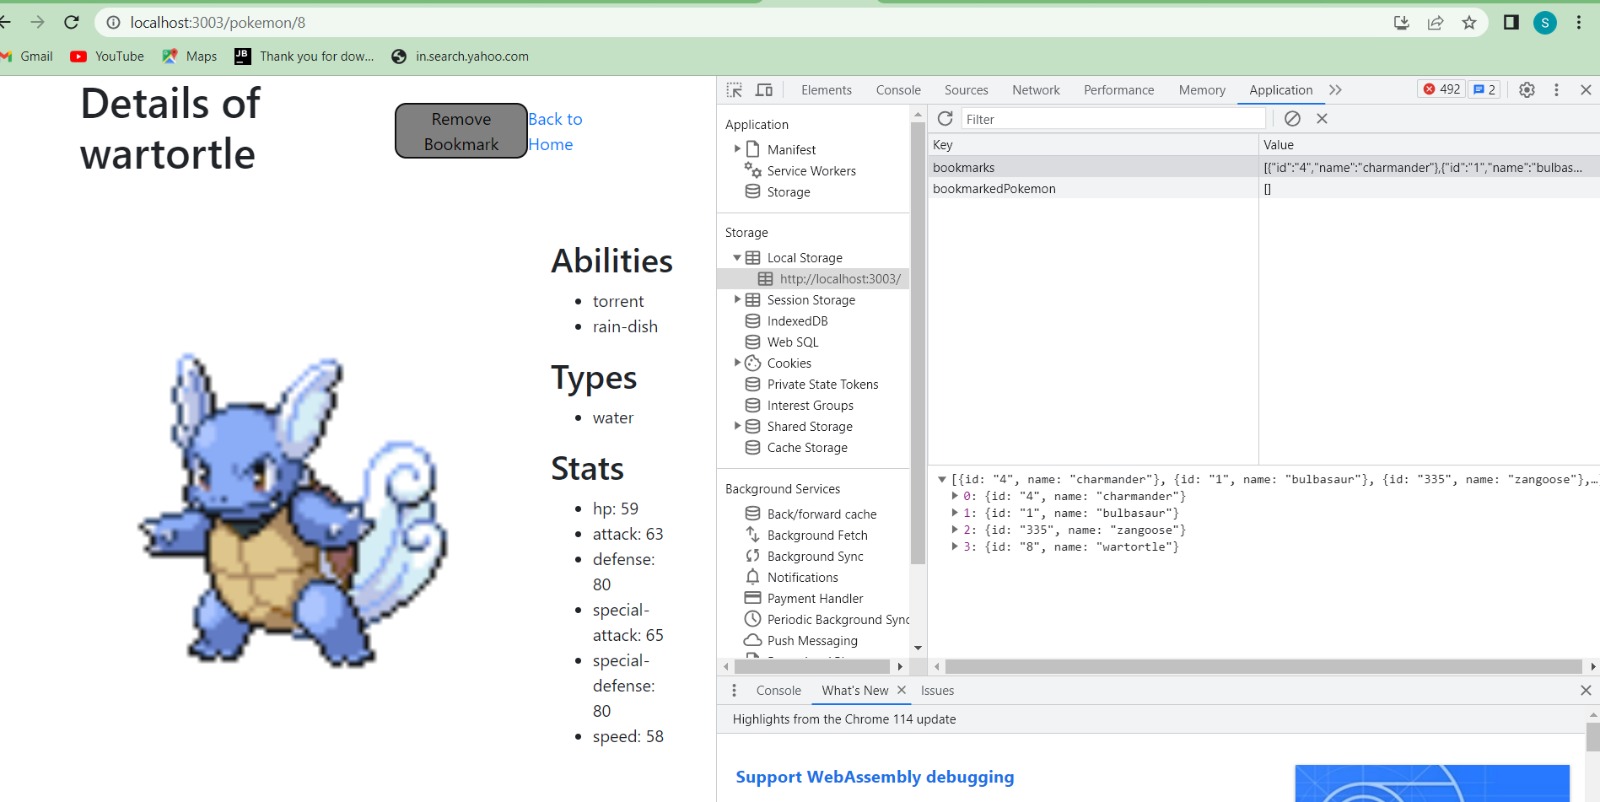 localhost:3003/pokemon/8
S
Gmail YouTube Maps JB Thank you for dow... in.search.yahoo.com
Details of
wartortle
Remove
Bookmark
Back to
Home
Abilities
torrent
rain-dish
Types
water
Stats
hp: 59
attack: 63
defense:
80
special-
attack: 65
special-
defense:
80
speed: 58
Elements Console Sources Network Performance Memory Application 492 2
Application
Manifest
Service Workers
Storage
Storage
Local Storage
http://localhost:3003/
Session Storage
IndexedDB
Web SQL
Cookies
Private State Tokens
Interest Groups
Shared Storage
Cache Storage
Background Services
Back/forward cache
Background Fetch
Background Sync
Notifications
Payment Handler
Periodic Background Sync
Push Messaging
Filter
Key Value
bookmarks [{"id":"4","name":"charmander"},{"id":"1","name":"bulbas...
bookmarkedPokemon []
[{id: "4", name: "charmander"}, {id: "1", name: "bulbasaur"}, {id: "335", name: "zangoose"},…]
0: {id: "4", name: "charmander"}
1: {id: "1", name: "bulbasaur"}
2: {id: "335", name: "zangoose"}
3: {id: "8", name: "wartortle"}
Console What's New Issues
Highlights from the Chrome 114 update
Support WebAssembly debugging